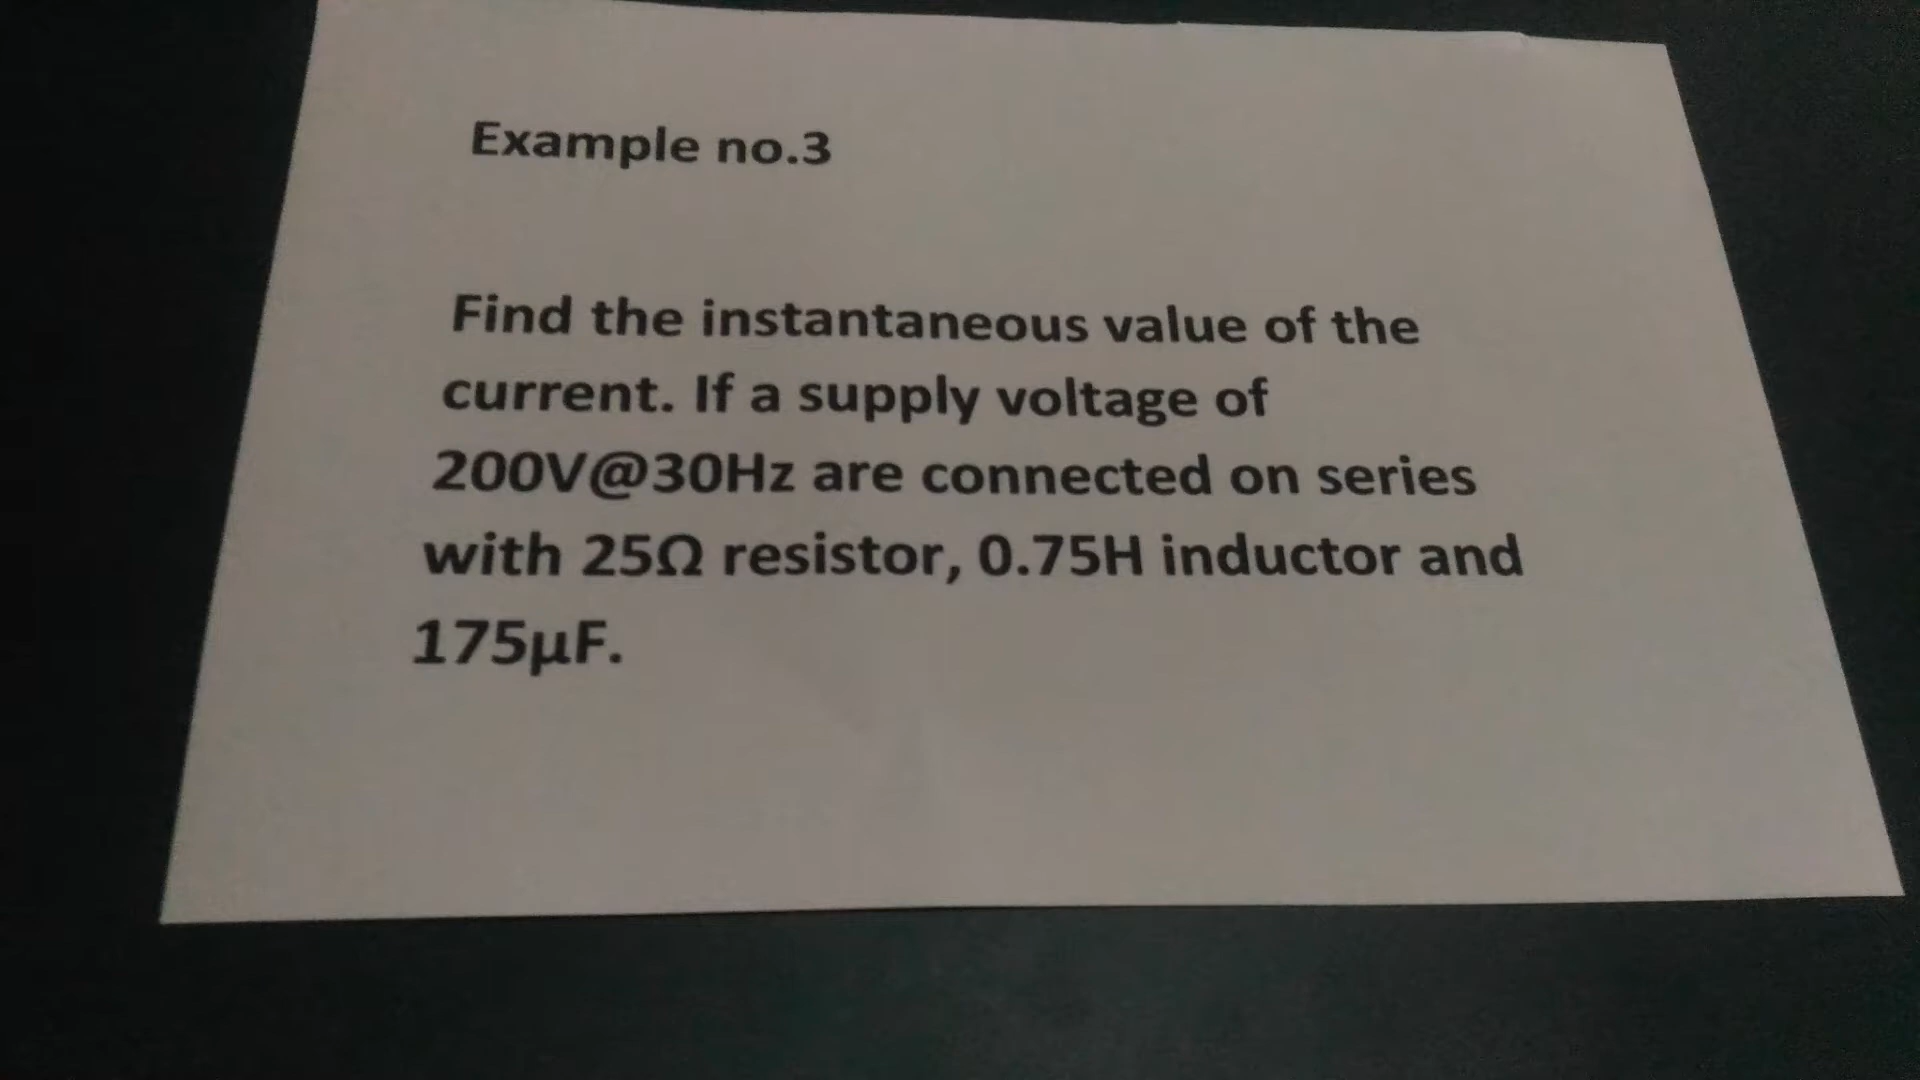 Example no.3
Find the instantaneous value of the
current. If a supply voltage of
200V@30Hz are connected on series
with 25Ω resistor, 0.75H inductor and
175µF.